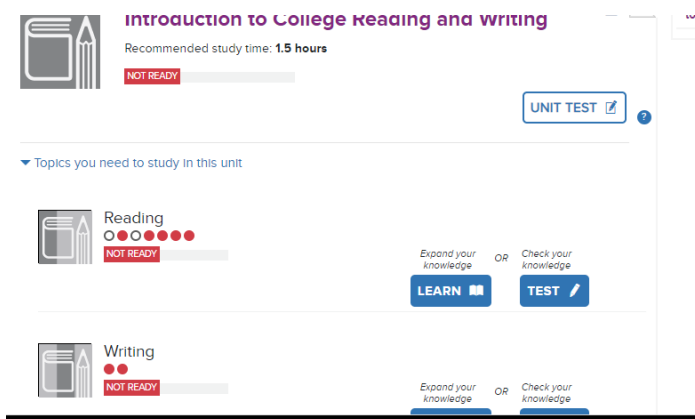 Introduction to College Reading and Writing
Recommended study time: 1.5 hours
NOT READY
UNIT TEST
?
Topics you need to study in this unit
Reading
NOT READY
Expand your knowledge
OR
Check your knowledge
LEARN
TEST
Writing
NOT READY
Expand your knowledge
OR
Check your knowledge